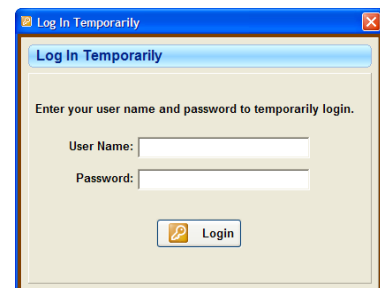 Log In Temporarily
Log In Temporarily
Enter your user name and password to temporarily login.
User Name:
Password:
Login